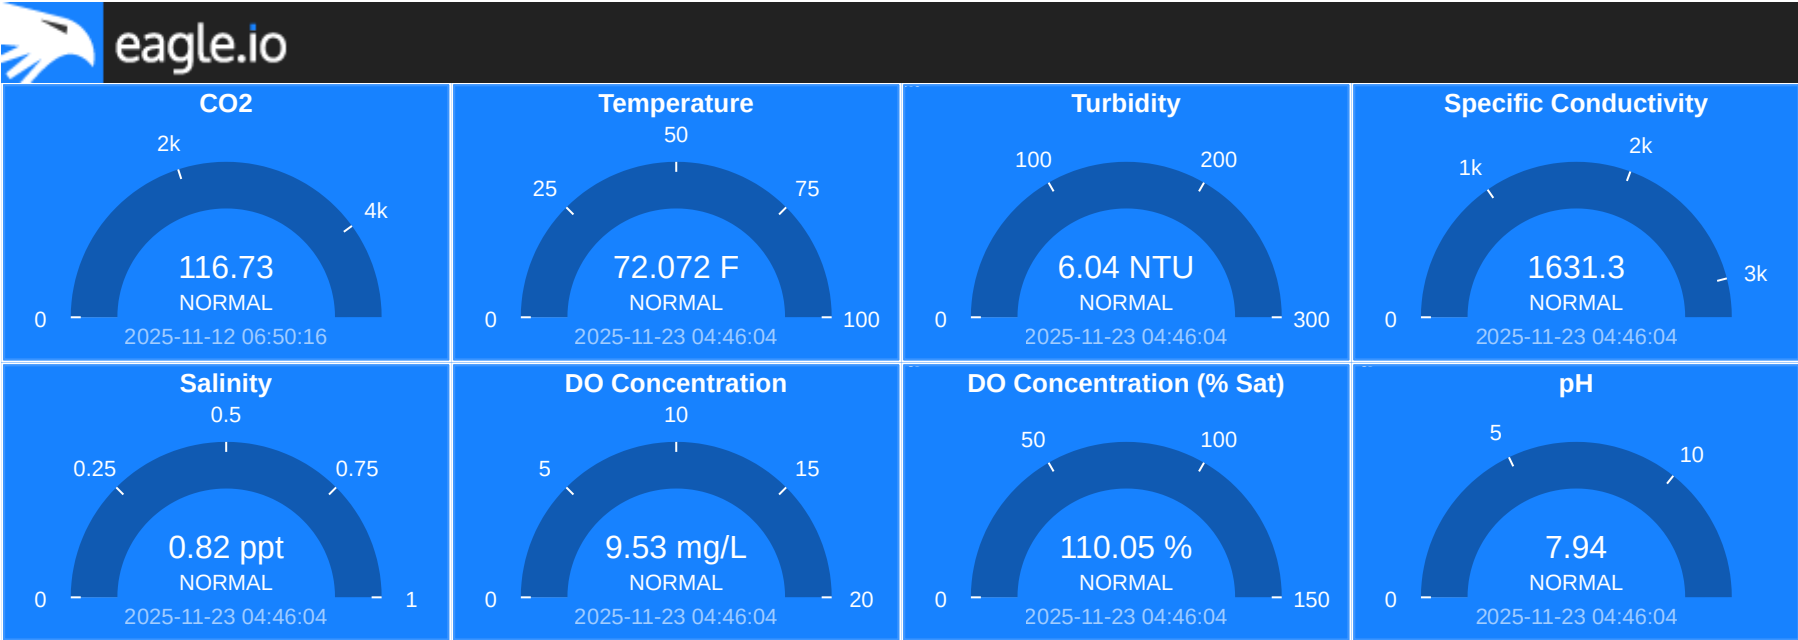 eagle.io
CO2
2k
4k
0
116.73
NORMAL
2025-11-12 06:50:16
Temperature
50
25
75
0
100
72.072 F
NORMAL
2025-11-23 04:46:04
Turbidity
100
200
0
300
6.04 NTU
NORMAL
2025-11-23 04:46:04
Specific Conductivity
1k
2k
3k
0
1631.3
NORMAL
2025-11-23 04:46:04
Salinity
0.5
0.25
0.75
0
1
0.82 ppt
NORMAL
2025-11-23 04:46:04
DO Concentration
10
5
15
0
20
9.53 mg/L
NORMAL
2025-11-23 04:46:04
DO Concentration (% Sat)
50
100
0
150
110.05 %
NORMAL
2025-11-23 04:46:04
pH
5
10
0
7.94
NORMAL
2025-11-23 04:46:04